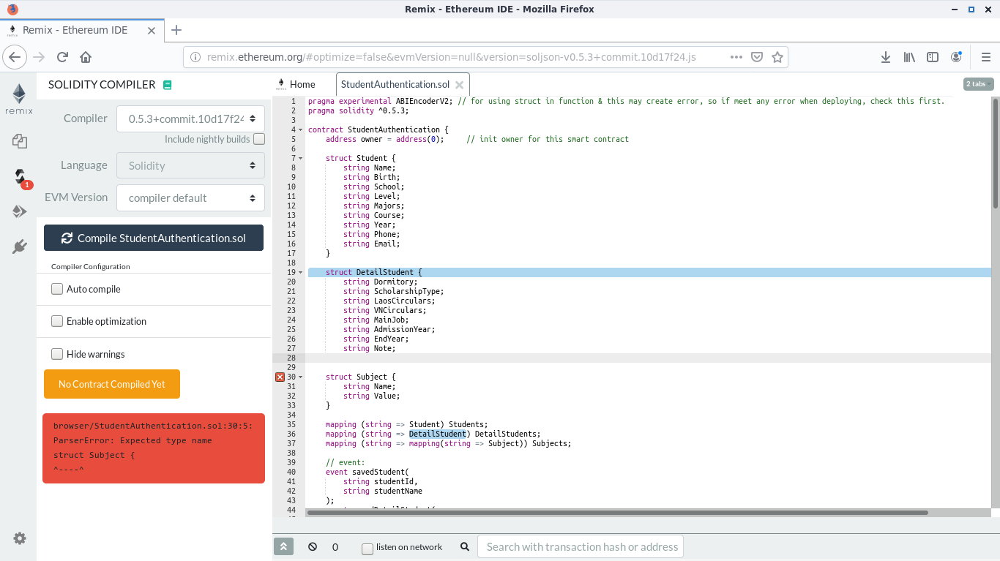 Remix - Ethereum IDE - Mozilla Firefox
Remix - Ethereum IDE
remix.ethereum.org/#optimize=false&evmVersion=null&version=soljson-v0.5.3+commit.10d17f24.js
remix
SOLIDITY COMPILER
Compiler
0.5.3+commit.10d17f24
Include nightly builds
Language
Solidity
1
EVM Version
compiler default
Compile StudentAuthentication.sol
Compiler Configuration
Auto compile
Enable optimization
Hide warnings
No Contract Compiled Yet
browser/StudentAuthentication.sol:30:5:
ParserError: Expected type name
struct Subject {
^----^
Home
StudentAuthentication.sol
2 tabs
1 pragma experimental ABIEncoderV2; // for using struct in function & this may create error, so if meet any error when deploying, check this first.
2 pragma solidity ^0.5.3;
3
4 contract StudentAuthentication {
5 address owner = address(0); // init owner for this smart contract
6
7 struct Student {
8 string Name;
9 string Birth;
10 string School;
11 string Level;
12 string Majors;
13 string Course;
14 string Year;
15 string Phone;
16 string Email;
17 }
18
19 struct DetailStudent {
20 string Dormitory;
21 string ScholarshipType;
22 string LaosCirculars;
23 string VNCirculars;
24 string MainJob;
25 string AdmissionYear;
26 string EndYear;
27 string Note;
28
29
30 struct Subject {
31 string Name;
32 string Value;
33 }
34
35 mapping (string => Student) Students;
36 mapping (string => DetailStudent) DetailStudents;
37 mapping (string => mapping(string => Subject)) Subjects;
38
39 // event:
40 event savedStudent(
41 string studentId,
42 string studentName
43 );
44
0
listen on network
Search with transaction hash or address